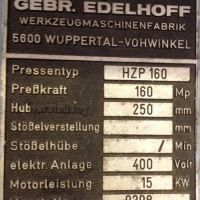 GEBR. EDELHOFF
WERKZEUGMASCHINENFABRIK
5600 WUPPERTAL-VOHWINKEL
Pressentyp HZP 160
Preßkraft 160 Mp
Hubverstellung 250 mm
Stößelverstellung mm
Stößelhübe / Min
elektr. Anlage 400 Volt
Motorleistung 15 KW